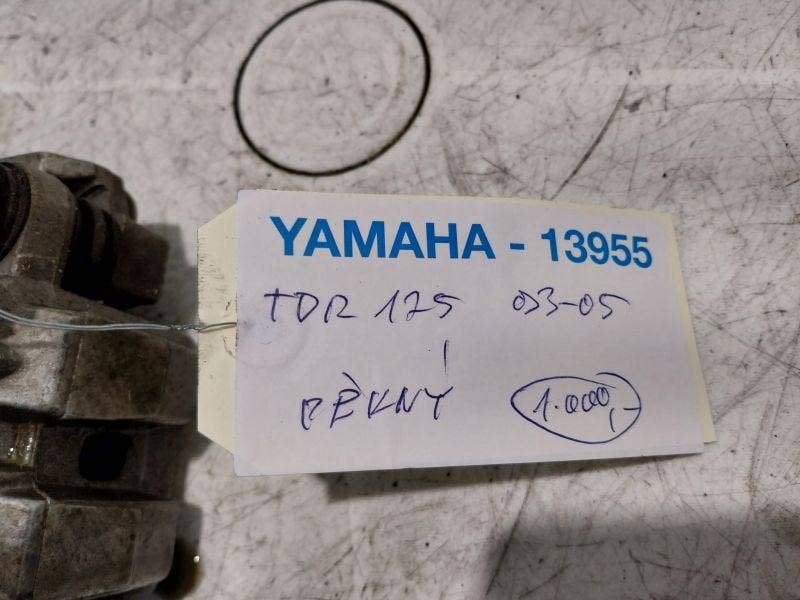 YAMAHA - 13955
TDR 125 03-05
PĚKNÝ 1.000,-